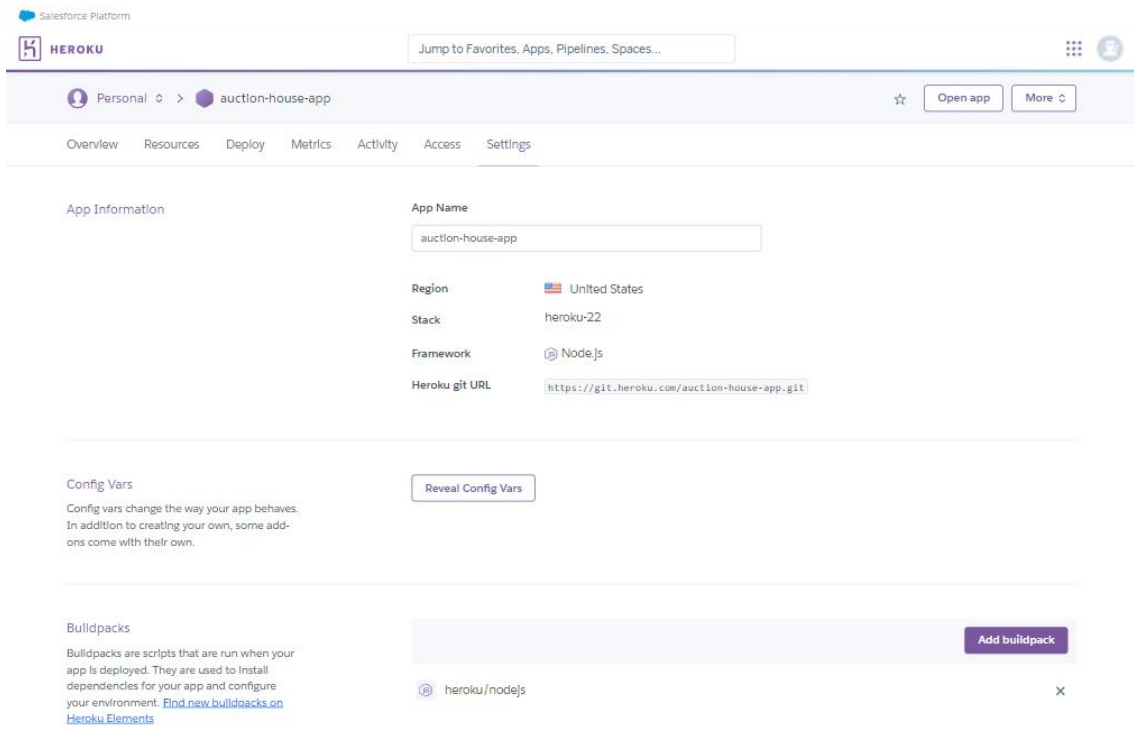 Salesforce Platform
HEROKU
Jump to Favorites, Apps, Pipelines, Spaces...
Personal > auction-house-app
Open app
More
Overview Resources Deploy Metrics Activity Access Settings
App Information
App Name
auction-house-app
Region United States
Stack heroku-22
Framework Node.js
Heroku git URL https://git.heroku.com/auction-house-app.git
Config Vars
Config vars change the way your app behaves.
In addition to creating your own, some add-
ons come with their own.
Reveal Config Vars
Buildpacks
Buildpacks are scripts that are run when your
app is deployed. They are used to install
dependencies for your app and configure
your environment. Find new buildpacks on
Heroku Elements
Add buildpack
heroku/nodejs